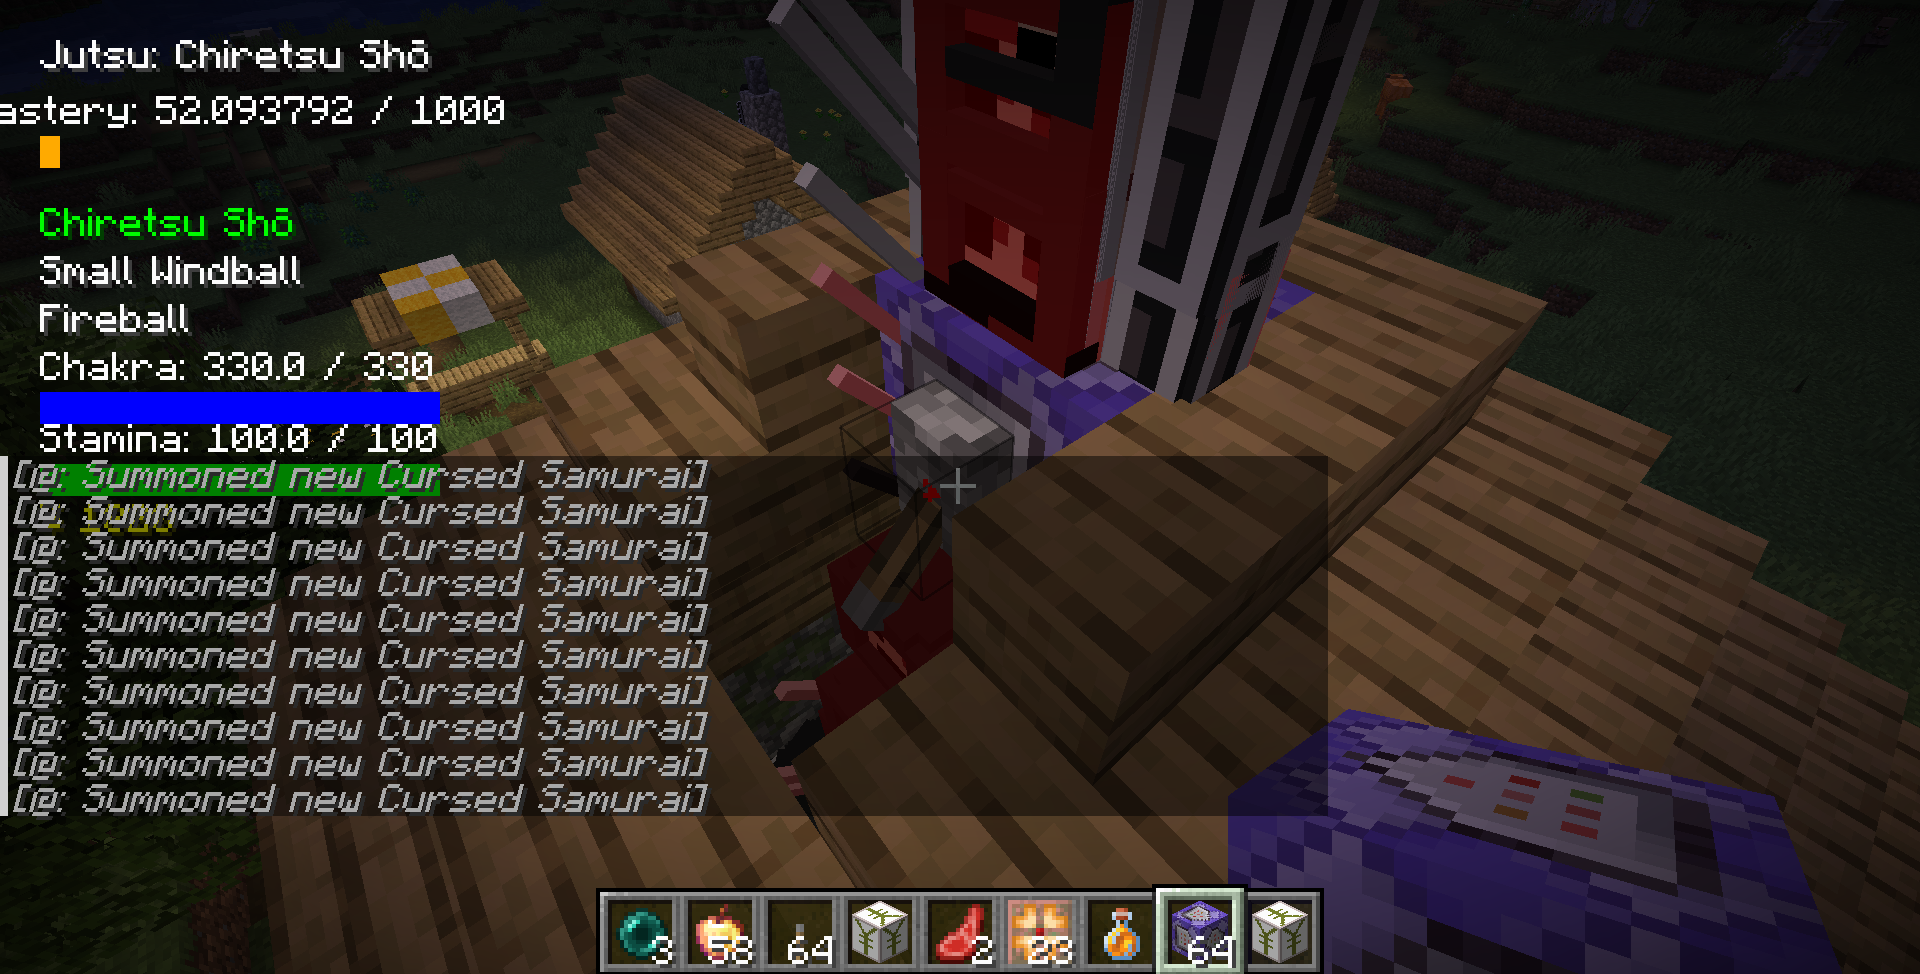 Jutsu: Chiretsu Shō
astery: 52.093792 / 1000
Chiretsu Shō
Small Windball
Fireball
Chakra: 330.0 / 330
Stamina: 100.0 / 100
[@: Summoned new Cursed Samurai]
[@: Summoned new Cursed Samurai]
[@: Summoned new Cursed Samurai]
[@: Summoned new Cursed Samurai]
[@: Summoned new Cursed Samurai]
[@: Summoned new Cursed Samurai]
[@: Summoned new Cursed Samurai]
[@: Summoned new Cursed Samurai]
[@: Summoned new Cursed Samurai]
[@: Summoned new Cursed Samurai]
3 58 64 2 28 64